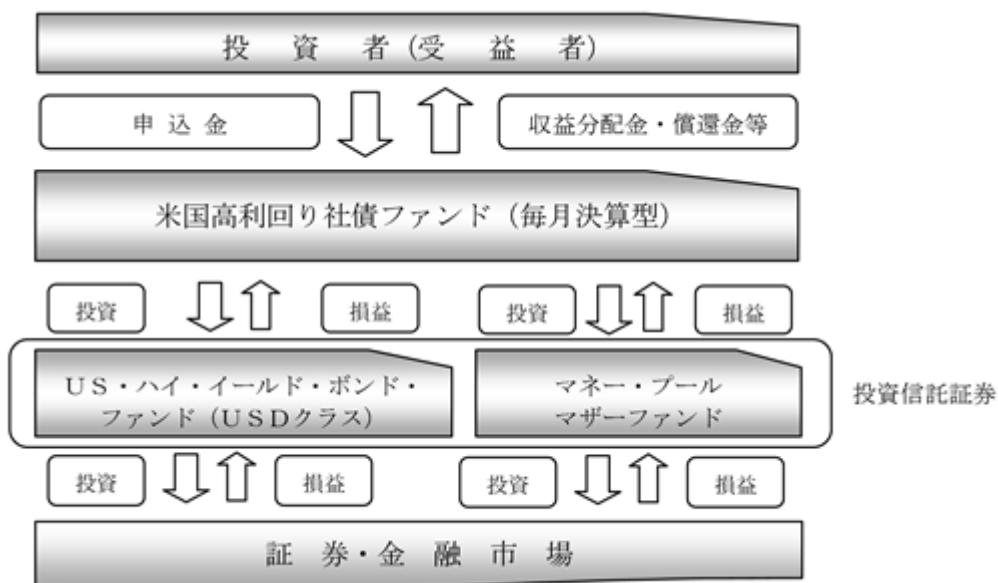 投資者（受益者）
申込金
収益分配金・償還金等
米国高利回り社債ファンド（毎月決算型）
投資
損益
投資
損益
ＵＳ・ハイ・イールド・ボンド・
ファンド（ＵＳＤクラス）
マネー・プール
マザーファンド
投資信託証券
投資
損益
投資
損益
証券・金融市場